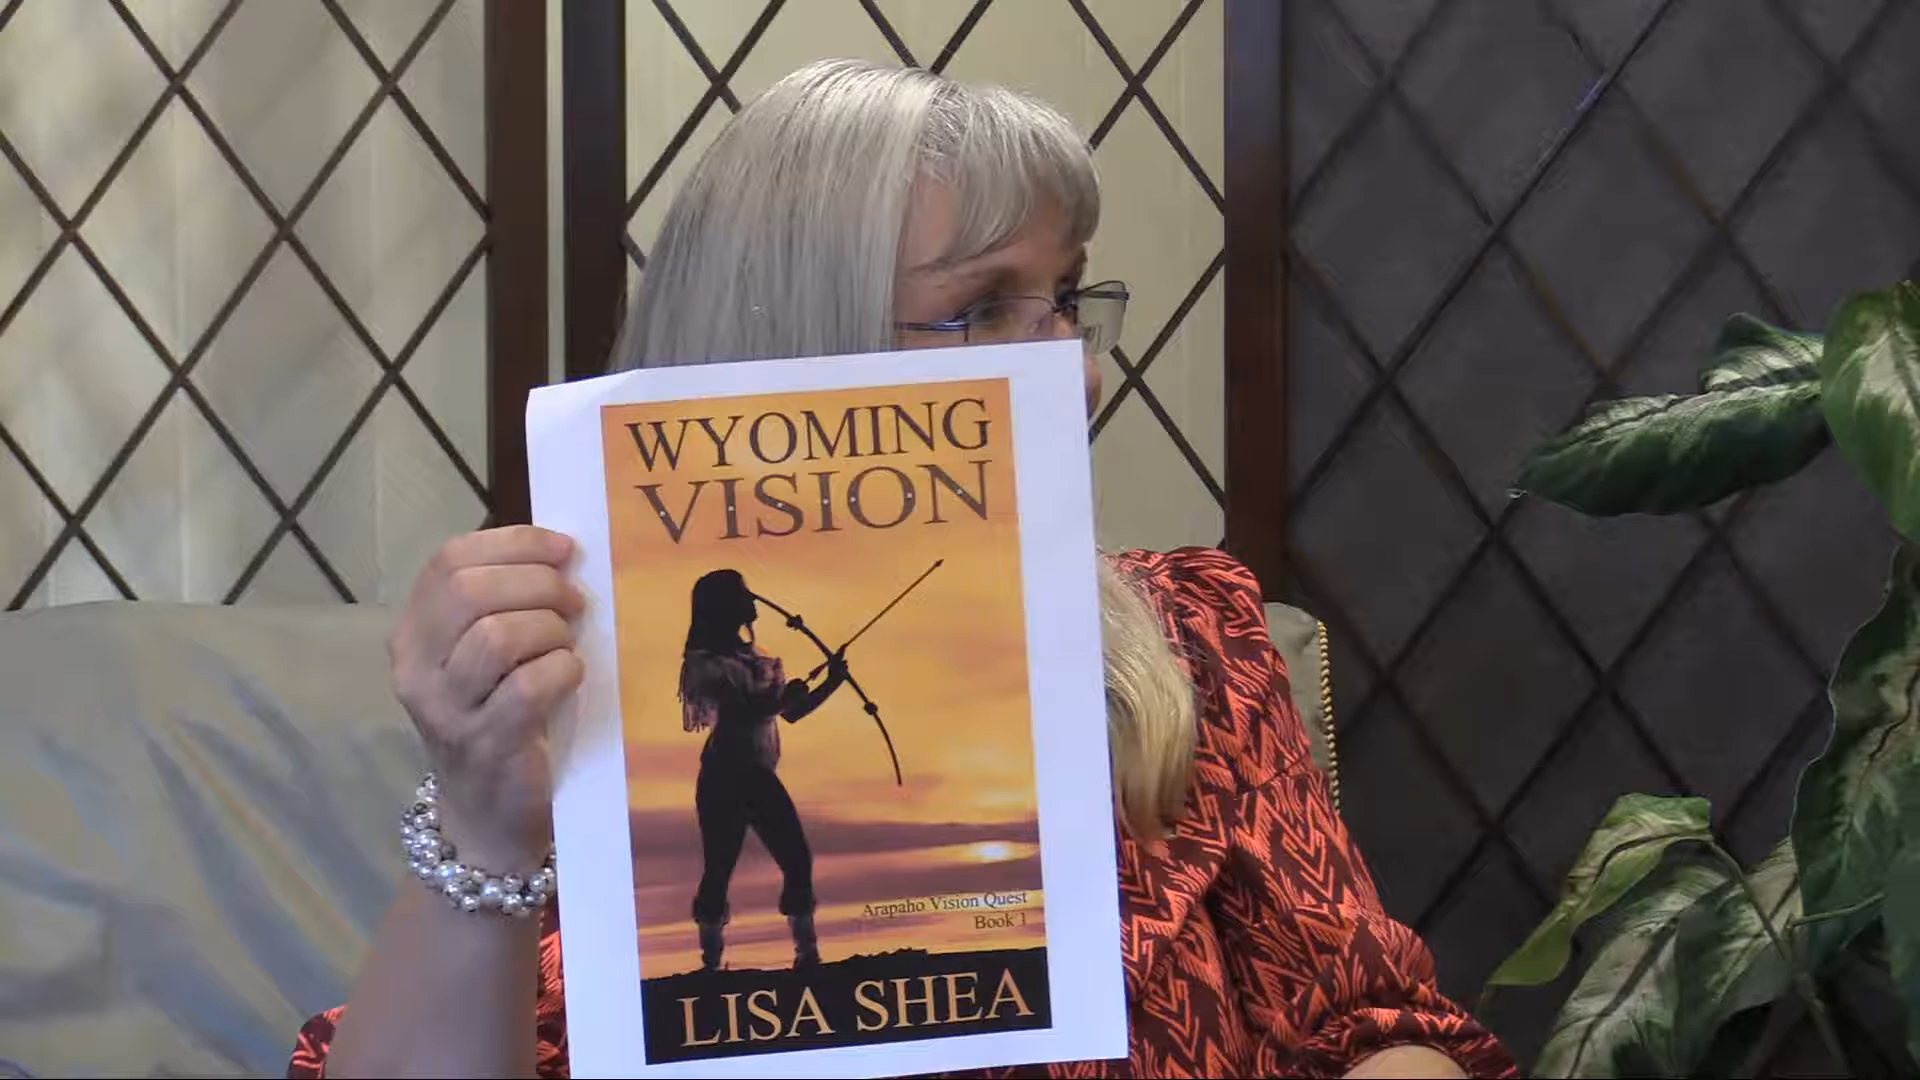 WYOMING
VISION
Arapaho Vision Quest
Book 1
LISA SHEA